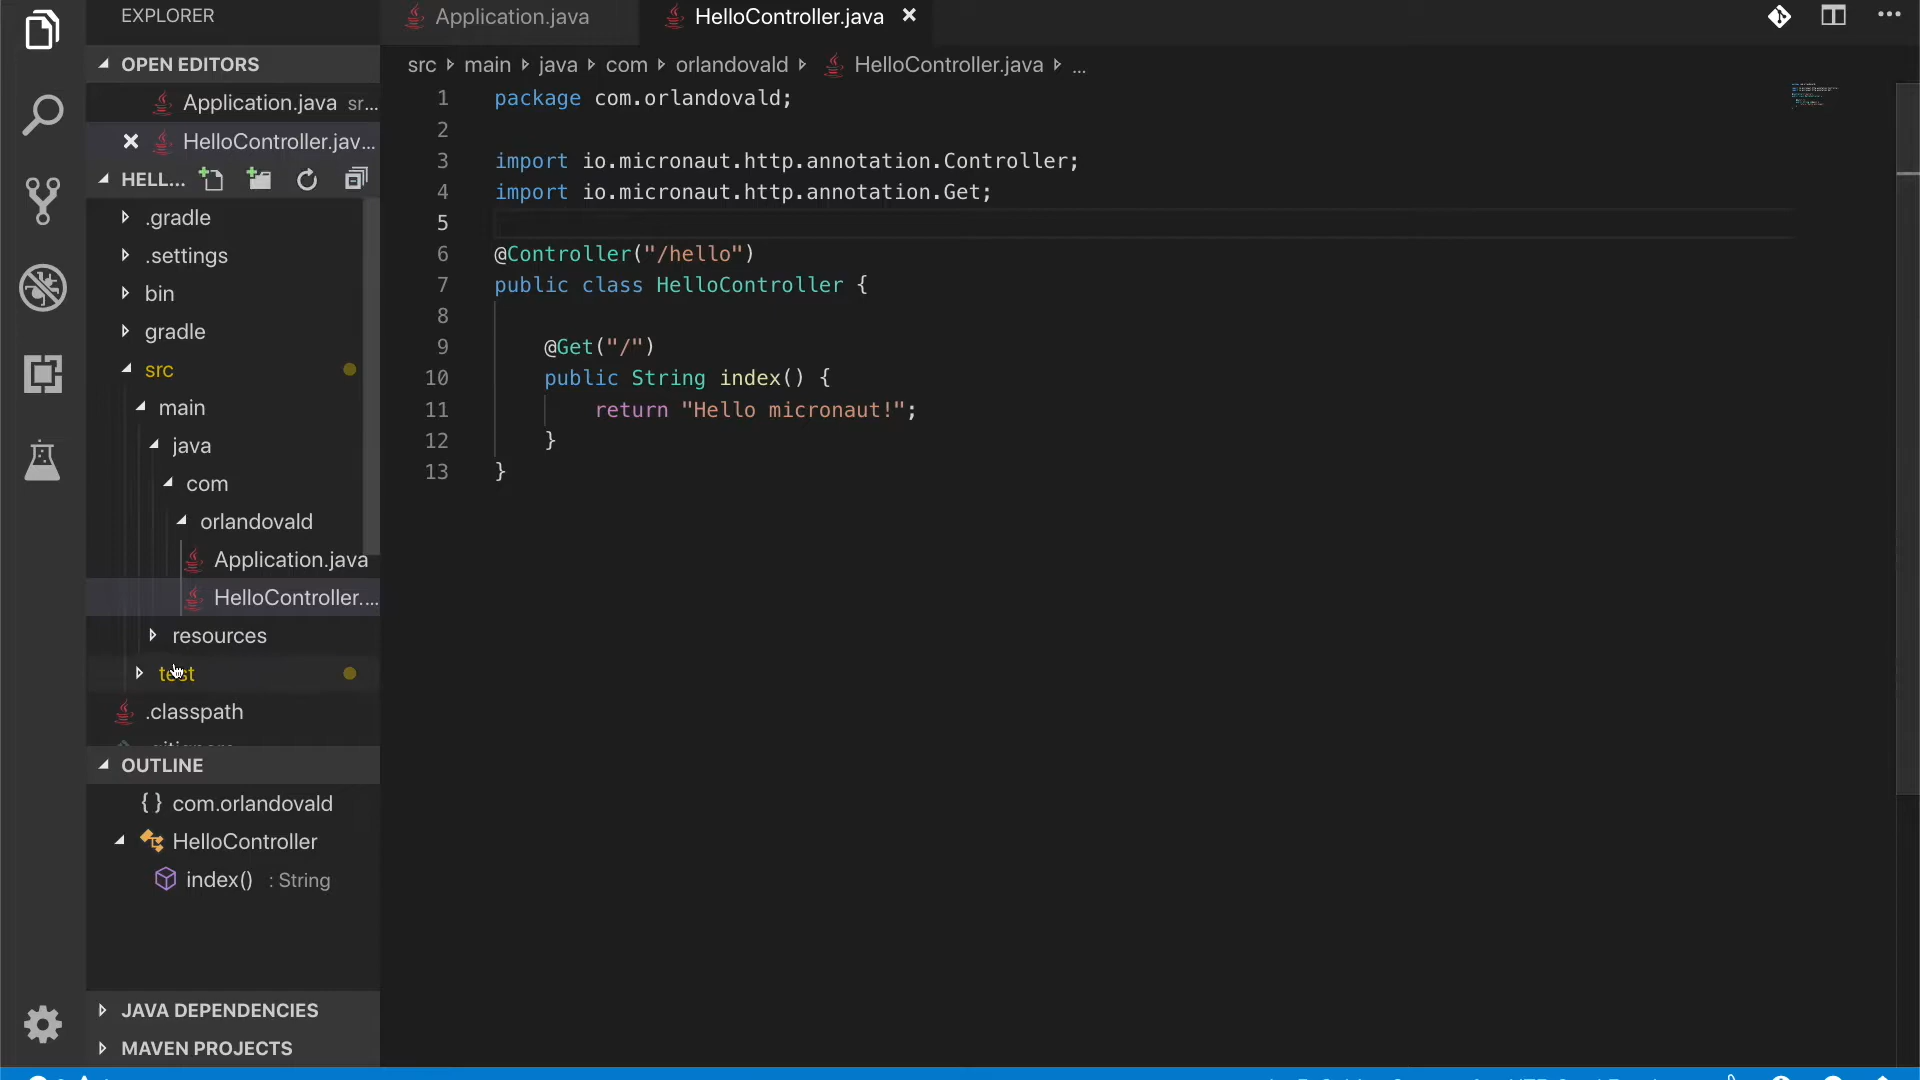 EXPLORER
OPEN EDITORS
Application.java sr...
HelloController.jav...
HELL...
.gradle
.settings
bin
gradle
src
main
java
com
orlandovald
Application.java
HelloController....
resources
test
.classpath
OUTLINE
{} com.orlandovald
HelloController
index() : String
JAVA DEPENDENCIES
MAVEN PROJECTS
Application.java
HelloController.java
src main java com orlandovald HelloController.java ...
1 package com.orlandovald;
2
3 import io.micronaut.http.annotation.Controller;
4 import io.micronaut.http.annotation.Get;
5
6 @Controller("/hello")
7 public class HelloController {
8
9 @Get("/")
10 public String index() {
11 return "Hello micronaut!";
12 }
13 }